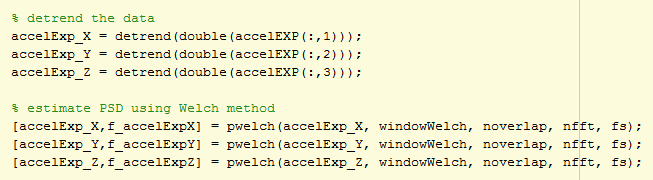 % detrend the data
accelExp_X = detrend(double(accelEXP(:,1)));
accelExp_Y = detrend(double(accelEXP(:,2)));
accelExp_Z = detrend(double(accelEXP(:,3)));
% estimate PSD using Welch method
[accelExp_X,f_accelExpX] = pwelch(accelExp_X, windowWelch, noverlap, nfft, fs);
[accelExp_Y,f_accelExpY] = pwelch(accelExp_Y, windowWelch, noverlap, nfft, fs);
[accelExp_Z,f_accelExpZ] = pwelch(accelExp_Z, windowWelch, noverlap, nfft, fs);